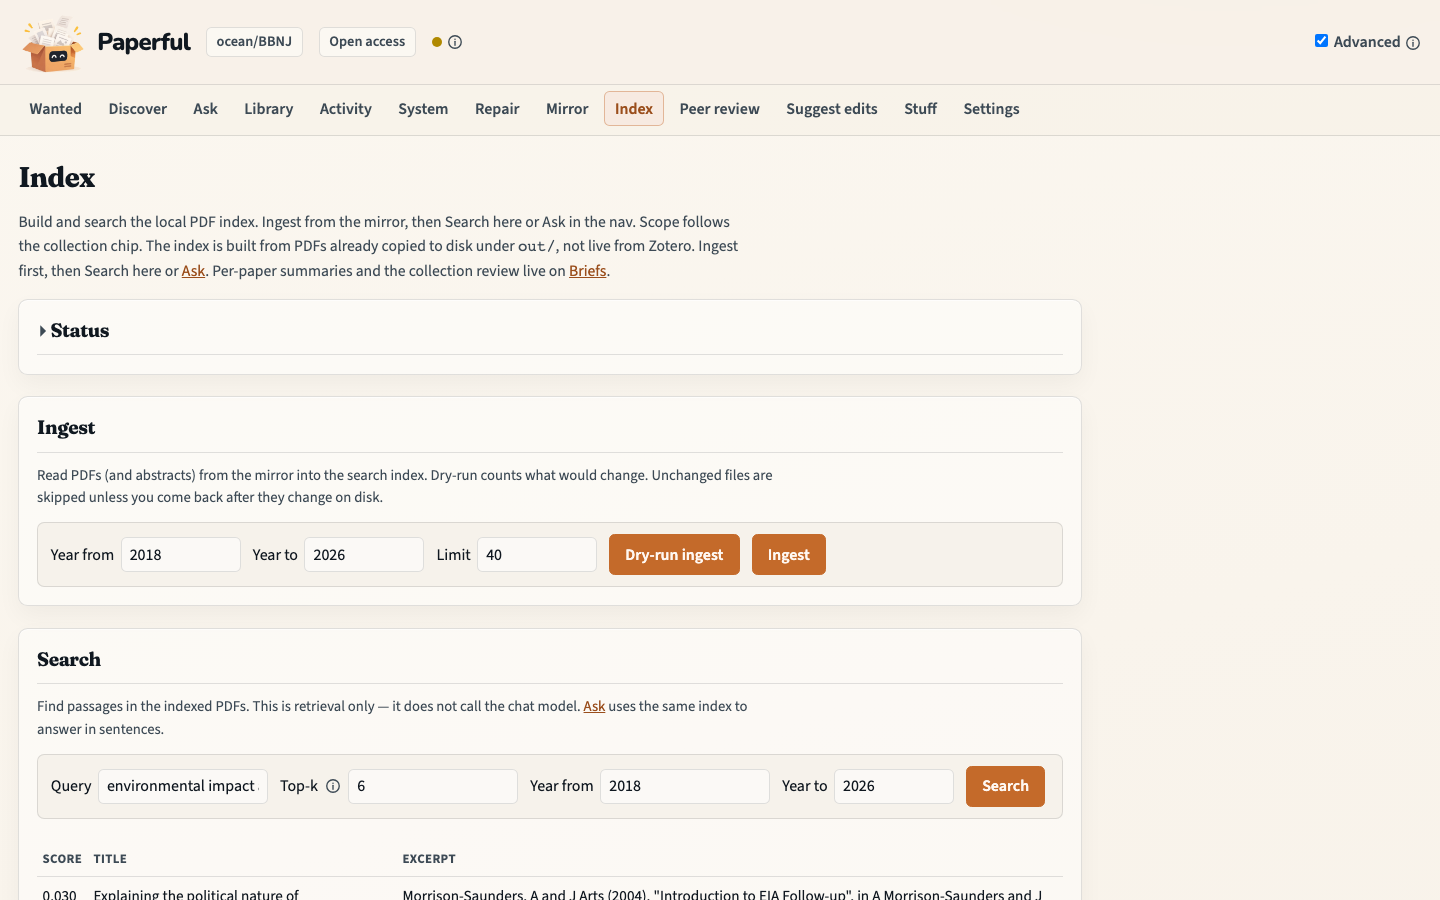 Paperful
ocean/BBNJ
Open access
Advanced
Wanted
Discover
Ask
Library
Activity
System
Repair
Mirror
Index
Peer review
Suggest edits
Stuff
Settings
Index
Build and search the local PDF index. Ingest from the mirror, then Search here or Ask in the nav. Scope follows
the collection chip. The index is built from PDFs already copied to disk under out/, not live from Zotero. Ingest
first, then Search here or Ask. Per-paper summaries and the collection review live on Briefs.
Status
Ingest
Read PDFs (and abstracts) from the mirror into the search index. Dry-run counts what would change. Unchanged files are
skipped unless you come back after they change on disk.
Year from 2018 Year to 2026 Limit 40 Dry-run ingest Ingest
Search
Find passages in the indexed PDFs. This is retrieval only — it does not call the chat model. Ask uses the same index to
answer in sentences.
Query environmental impact Top-k 6 Year from 2018 Year to 2026 Search
SCORE TITLE EXCERPT
0.030 Explaining the political nature of Morrison-Saunders, A and J Arts (2004), "Introduction to EIA Follow-up", in A Morrison-Saunders and J